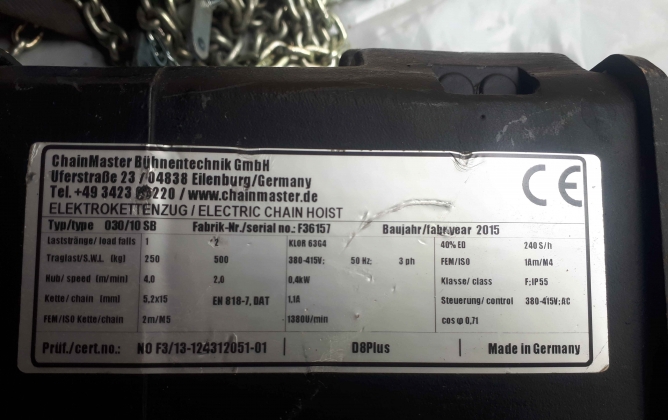 ChainMaster Bühnentechnik GmbH
Uferstraße 23 / 04838 Eilenburg/Germany
Tel. +49 3423 220 / www.chainmaster.de
CE
ELEKTROKETTENZUG / ELECTRIC CHAIN HOIST
Typ/type 030/10 SB Fabrik-Nr./serial no.: F36157 Baujahr/fabr.year 2015
Laststränge/load falls 1 2 KLOR 63G4 40% ED 240 S/h
Traglast/S.W.L. (kg) 250 500 380-415V; 50 Hz; 3 ph FEM/ISO 1Am/M4
Hub/ speed (m/min) 4,0 2,0 0,4kW Klasse/ class F;IP55
Kette/chain (mm) 5,2x15 EN 818-7, DAT 1,1A Steuerung/control 380-415V;AC
FEM/ISO Kette/chain 2m/M5 1380U/min cos φ 0,71
Prüf./cert.no.: NO F3/13-124312051-01 D8Plus Made in Germany